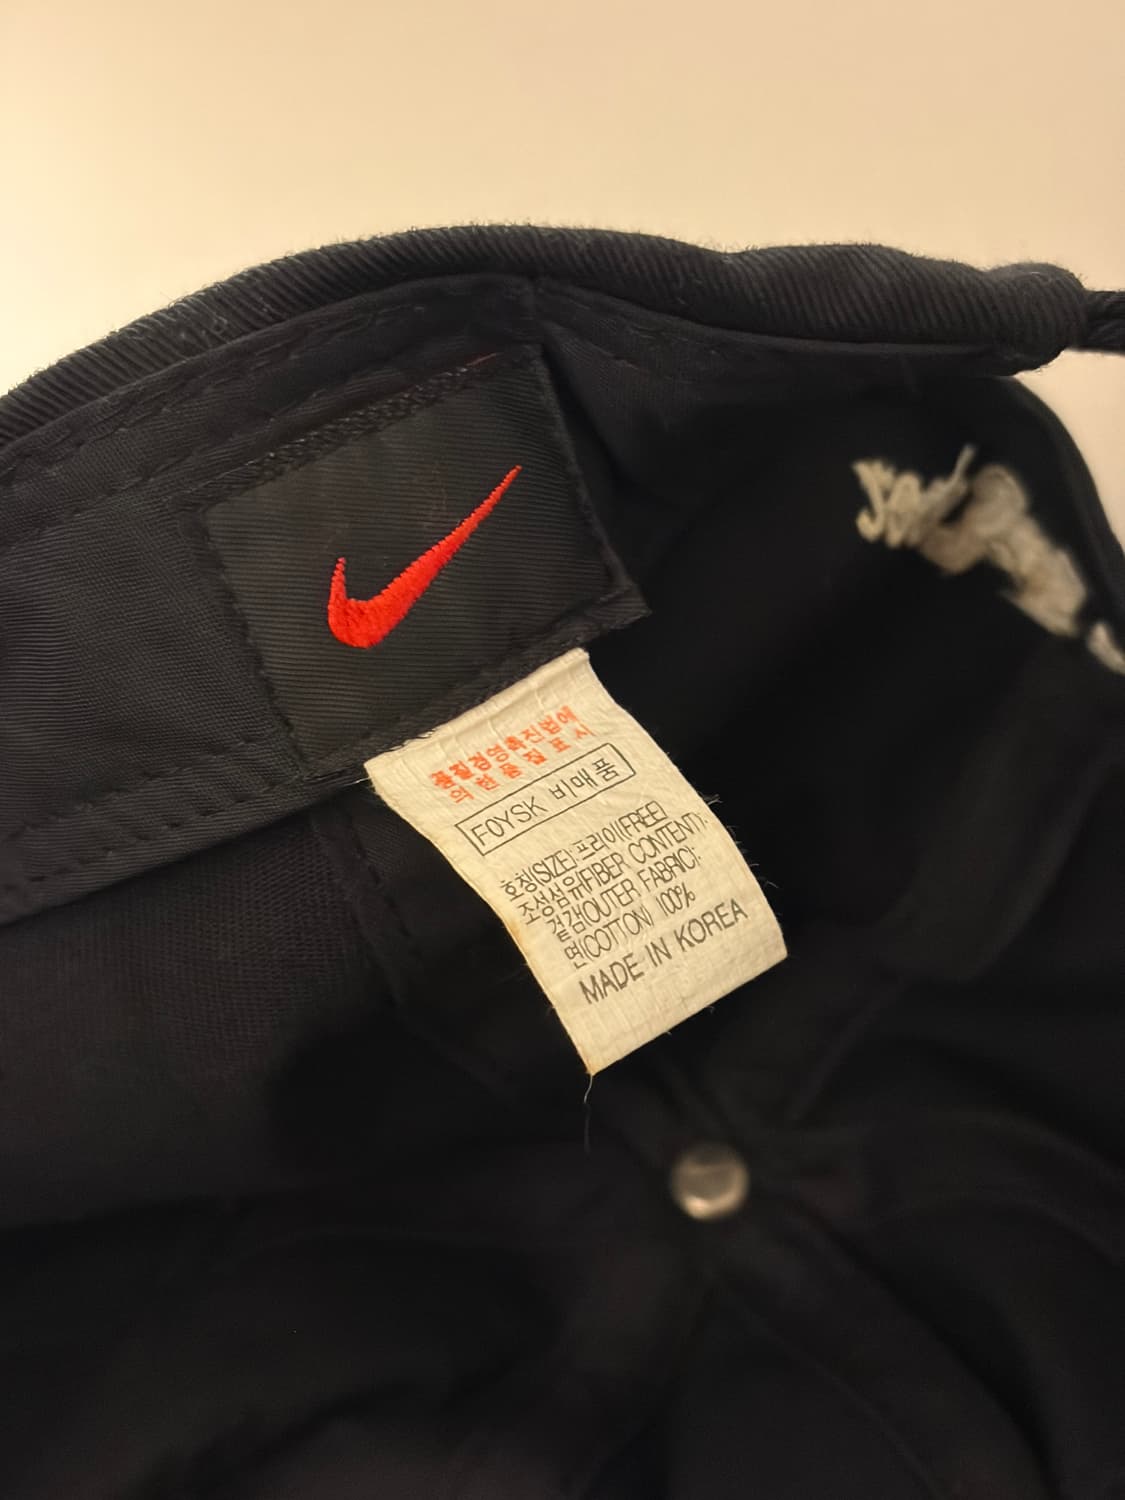 품질경영촉진법에
의한 품질표시
FOYSK 비매품
호칭(SIZE):프리이(FREE)
조성섬유(FIBER CONTENT):
겉감(OUTER FABRIC):
면(COTTON) 100%
MADE IN KOREA